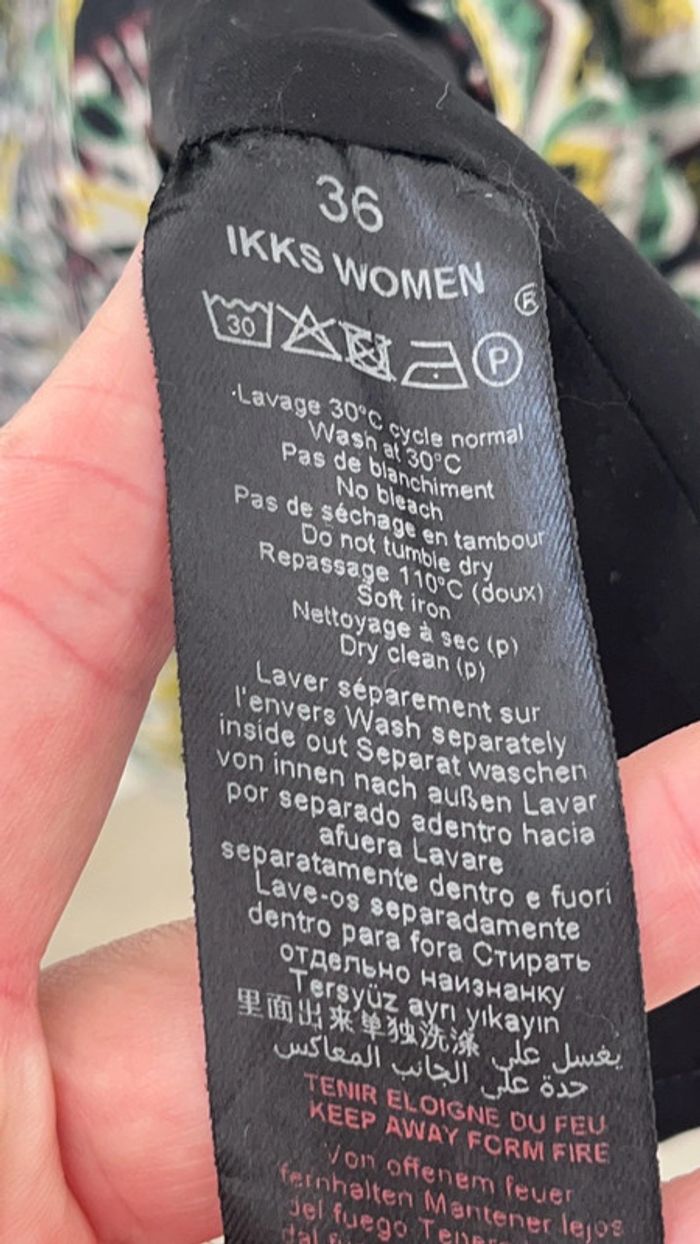 36
IKKS WOMEN
®
30
P
·Lavage 30°C cycle normal
Wash at 30°C
Pas de blanchiment
No bleach
Pas de séchage en tambour
Do not tumble dry
Repassage 110°C (doux)
Soft iron
Nettoyage à sec (p)
Dry clean (p)
Laver séparement sur
l'envers Wash separately
inside out Separat waschen
von innen nach außen Lavar
por separado adentro hacia
afuera Lavare
separatamente dentro e fuori
Lave-os separadamente
dentro para fora Стирать
отдельно наизнанку
Tersyüz ayrı yıkayın
里面出来单独洗涤 يغسل على
حدة على الجانب المعاكس
TENIR ELOIGNE DU FEU
KEEP AWAY FORM FIRE
Von offenem feuer
fernhalten Mantener lejos
del fuego